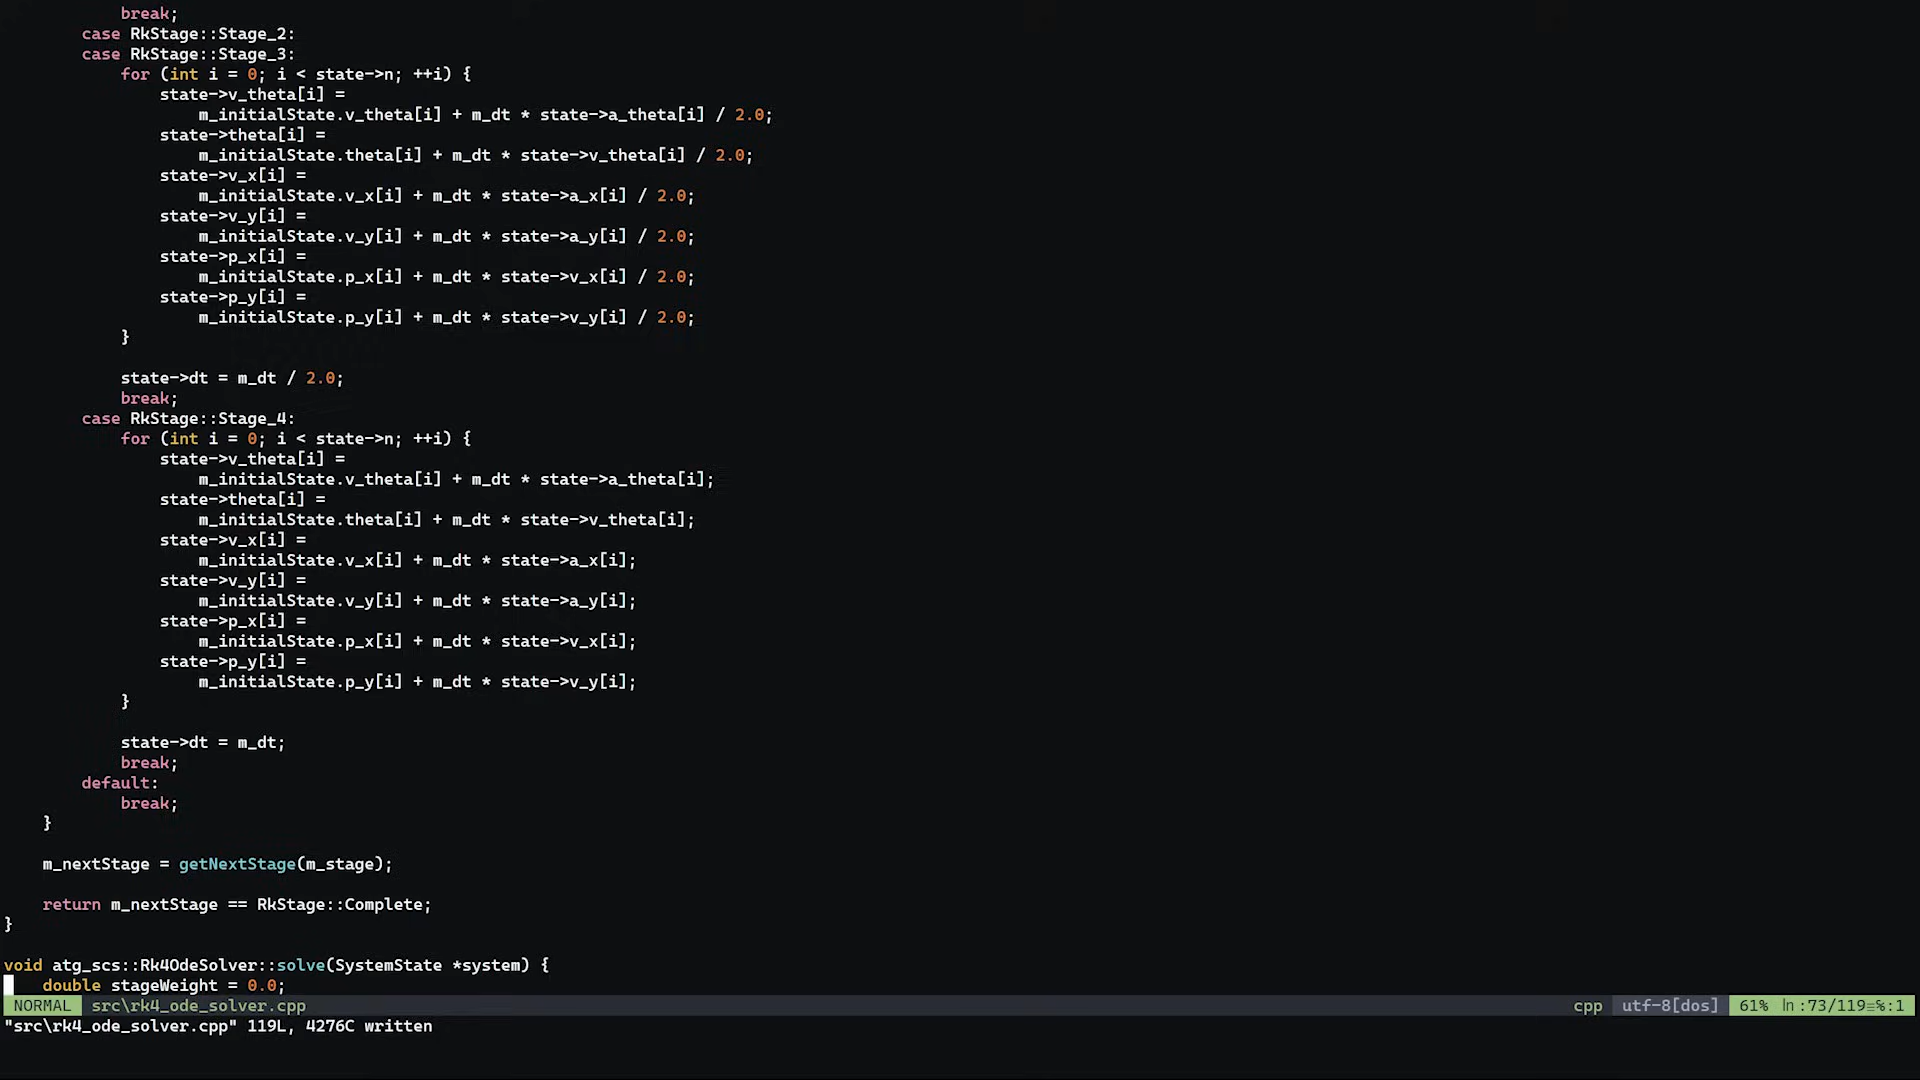 break;
        case RkStage::Stage_2:
        case RkStage::Stage_3:
            for (int i = 0; i < state->n; ++i) {
                state->v_theta[i] =
                    m_initialState.v_theta[i] + m_dt * state->a_theta[i] / 2.0;
                state->theta[i] =
                    m_initialState.theta[i] + m_dt * state->v_theta[i] / 2.0;
                state->v_x[i] =
                    m_initialState.v_x[i] + m_dt * state->a_x[i] / 2.0;
                state->v_y[i] =
                    m_initialState.v_y[i] + m_dt * state->a_y[i] / 2.0;
                state->p_x[i] =
                    m_initialState.p_x[i] + m_dt * state->v_x[i] / 2.0;
                state->p_y[i] =
                    m_initialState.p_y[i] + m_dt * state->v_y[i] / 2.0;
            }

            state->dt = m_dt / 2.0;
            break;
        case RkStage::Stage_4:
            for (int i = 0; i < state->n; ++i) {
                state->v_theta[i] =
                    m_initialState.v_theta[i] + m_dt * state->a_theta[i];
                state->theta[i] =
                    m_initialState.theta[i] + m_dt * state->v_theta[i];
                state->v_x[i] =
                    m_initialState.v_x[i] + m_dt * state->a_x[i];
                state->v_y[i] =
                    m_initialState.v_y[i] + m_dt * state->a_y[i];
                state->p_x[i] =
                    m_initialState.p_x[i] + m_dt * state->v_x[i];
                state->p_y[i] =
                    m_initialState.p_y[i] + m_dt * state->v_y[i];
            }

            state->dt = m_dt;
            break;
        default:
            break;
    }

    m_nextStage = getNextStage(m_stage);

    return m_nextStage == RkStage::Complete;
}

void atg_scs::Rk4OdeSolver::solve(SystemState *system) {
    double stageWeight = 0.0;
NORMAL src\rk4_ode_solver.cpp cpp utf-8[dos] 61% ㏑:73/119≡%:1
"src\rk4_ode_solver.cpp" 119L, 4276C written